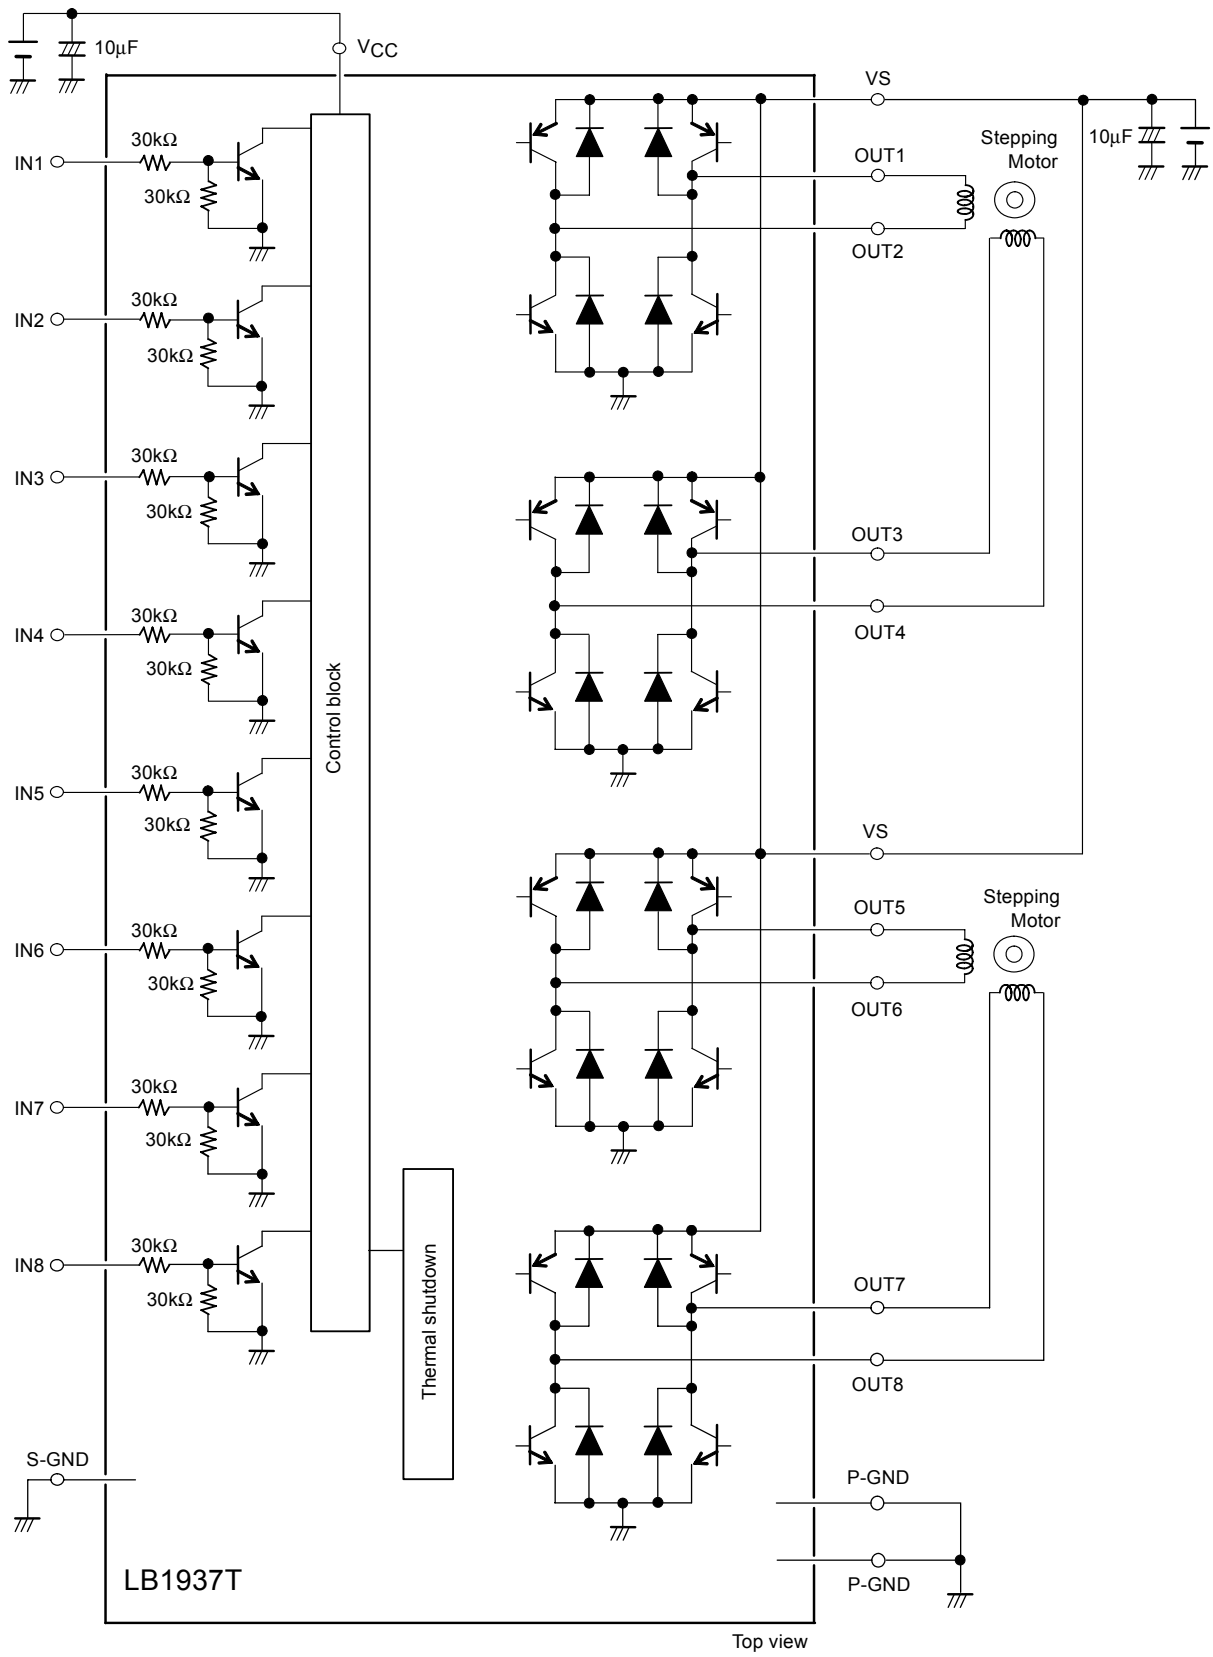 10µF
VCC
VS
30kΩ
OUT1
Stepping
Motor
10µF
IN1
30kΩ
OUT2
30kΩ
IN2
30kΩ
30kΩ
IN3
30kΩ
OUT3
30kΩ
IN4
30kΩ
OUT4
Control block
30kΩ
IN5
30kΩ
VS
30kΩ
IN6
30kΩ
OUT5
Stepping
Motor
OUT6
30kΩ
IN7
30kΩ
30kΩ
IN8
30kΩ
Thermal shutdown
OUT7
OUT8
S-GND
P-GND
P-GND
LB1937T
Top view